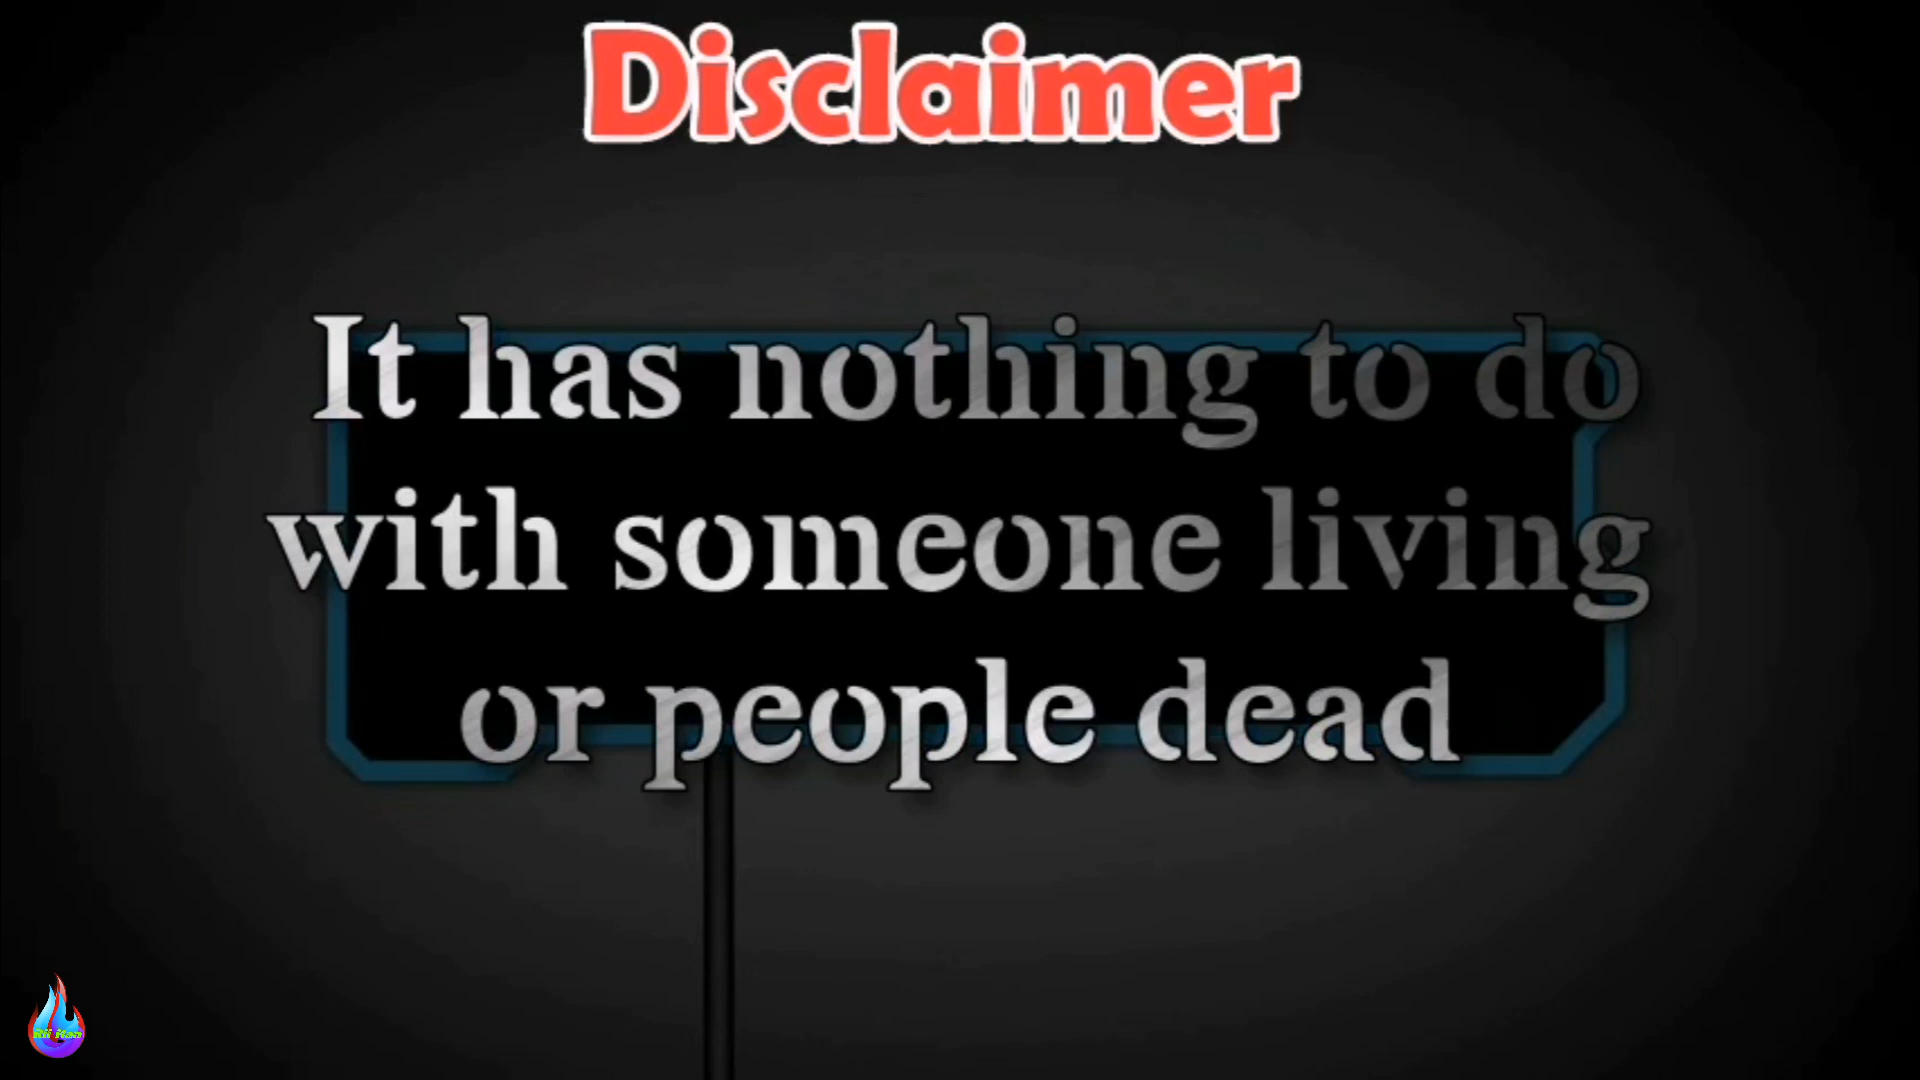 Disclaimer
It has nothing to do
with someone living
or people dead